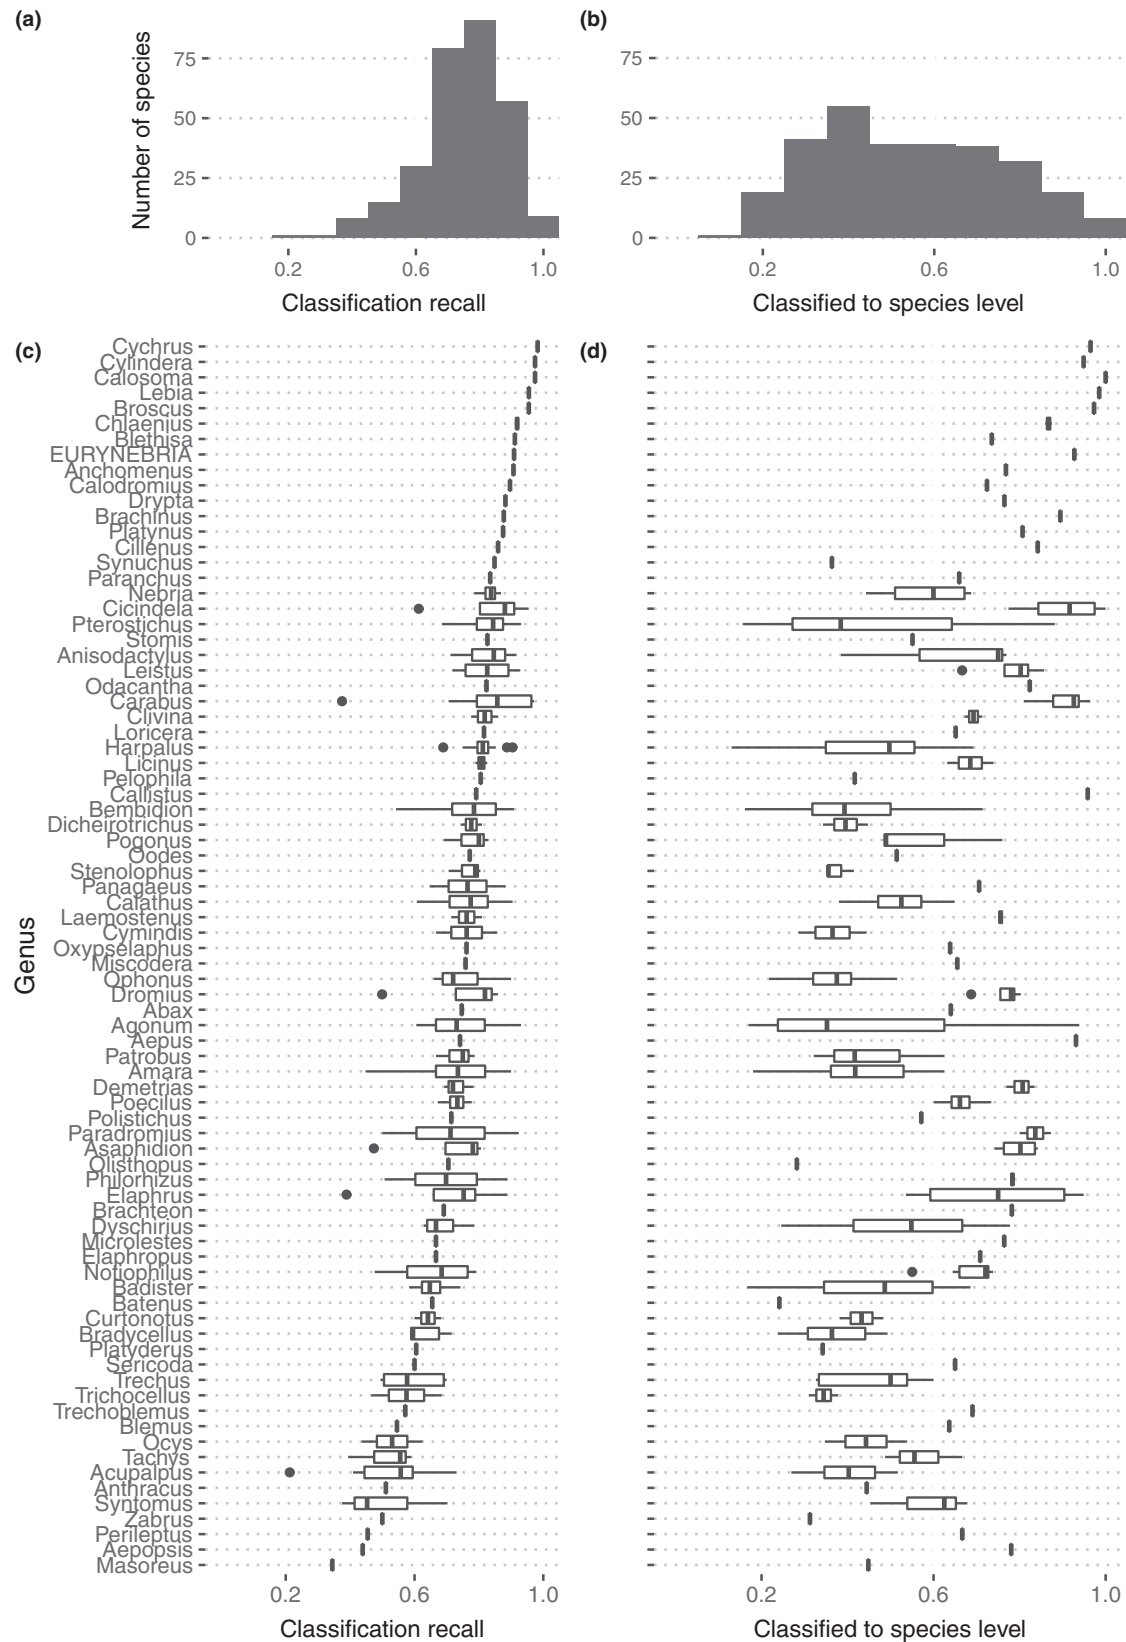 (a)
(b)
Number of species
75
50
25
0
0.2 0.6 1.0
Classification recall
75
50
25
0
0.2 0.6 1.0
Classified to species level
(c)
(d)
Genus
Cychrus
Cylindera
Calosoma
Lebia
Broscus
Chlaenius
Blethisa
EURYNEBRIA
Anchomenus
Calodromius
Drypta
Brachinus
Platynus
Cillenus
Synuchus
Paranchus
Nebria
Cicindela
Pterostichus
Stomis
Anisodactylus
Leistus
Odacantha
Carabus
Clivina
Loricera
Harpalus
Licinus
Pelophila
Callistus
Bembidion
Dicheirotrichus
Pogonus
Oodes
Stenolophus
Panagaeus
Calathus
Laemostenus
Cymindis
Oxypselaphus
Miscodera
Ophonus
Dromius
Abax
Agonum
Aepus
Patrobus
Amara
Demetrias
Poecilus
Polistichus
Paradromius
Asaphidion
Olisthopus
Philorhizus
Elaphrus
Brachteon
Dyschirius
Microlestes
Elaphropus
Notiophilus
Badister
Batenus
Curtonotus
Bradycellus
Platyderus
Sericoda
Trechus
Trichocellus
Trechoblemus
Blemus
Ocys
Tachys
Acupalpus
Anthracus
Syntomus
Zabrus
Perileptus
Aepopsis
Masoreus
0.2 0.6 1.0
Classification recall
0.2 0.6 1.0
Classified to species level